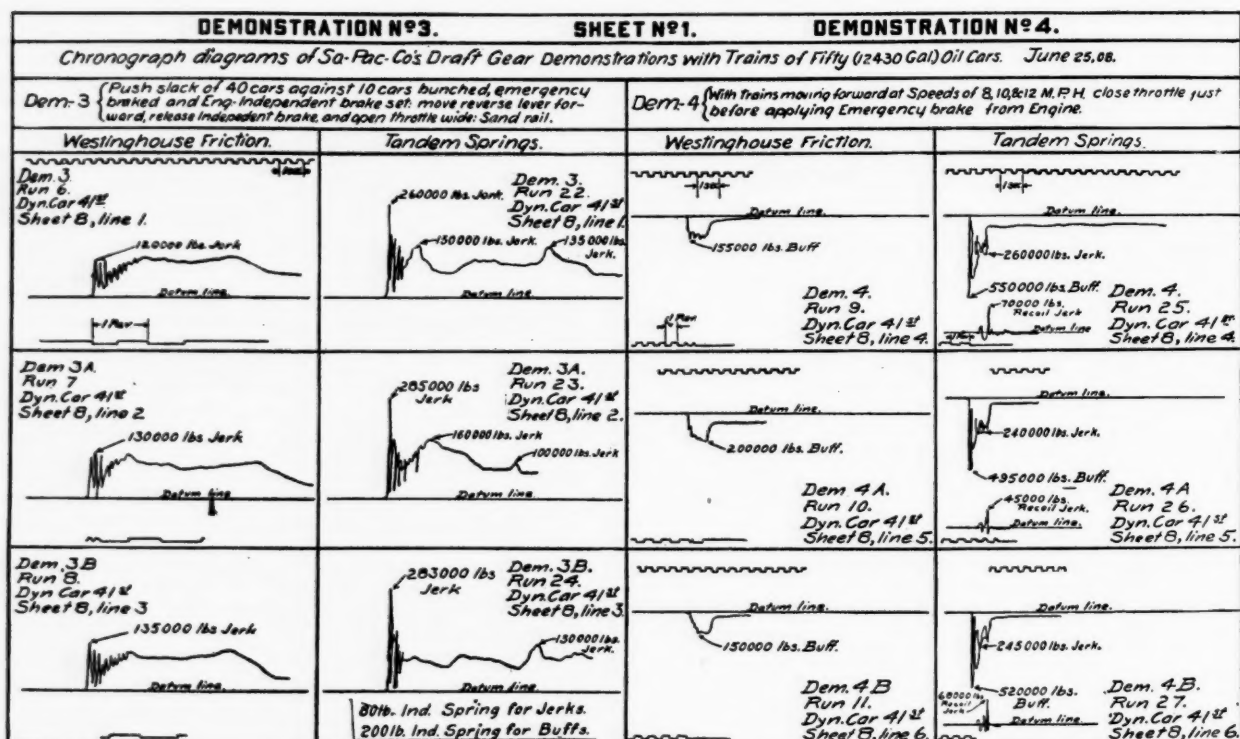 DEMONSTRATION Nº3. SHEET Nº1. DEMONSTRATION Nº4.
Chronograph diagrams of So-Pac-Co's Draft Gear Demonstrations with Trains of Fifty (12430 Gal) Oil Cars. June 25, 08.
Dem-3 {Push slack of 40 cars against 10 cars bunched, emergency
braked and Eng-Independent brake set: move reverse lever for-
ward, release Indepedent brake, and open throttle wide: Sand rail.
Dem-4 {With Trains moving forward at Speeds of 8,10,&12 M.P.H. close throttle just
before applying Emergency brake from Engine.
Westinghouse Friction.
Tandem Springs.
Westinghouse Friction.
Tandem Springs.
Dem. 3.
Run 6.
Dyn. Car 41st
Sheet 8, line 1.
120000 lbs Jerk
Datum line.
1 Rev
Dem. 3.
Run 22.
Dyn. Car 41st
Sheet 8, line 1.
260000 lbs. Jerk.
150000 lbs. Jerk.
135000 lbs.
Jerk.
Datum line.
1 sec
Datum line.
155000 lbs. Buff
Dem. 4.
Run 9.
Dyn. Car 41st
Sheet 8, line 4.
1 Rev
1 sec
Datum line.
260000 lbs. Jerk.
550000 lbs. Buff.
70000 lbs.
Recoil Jerk
Datum line
Dem. 4.
Run 25.
Dyn. Car 41st
Sheet 8, line 4.
Dem 3A.
Run 7
Dyn. Car 41st
Sheet 8, line 2
130000 lbs Jerk
Datum line
Dem. 3A.
Run 23.
Dyn. Car 41st
Sheet 8, line 2.
285000 lbs
Jerk
160000 lbs. Jerk
100000 lbs. Jerk
Datum line.
Datum line.
200000 lbs. Buff.
Dem. 4A.
Run 10.
Dyn. Car 41st
Sheet 8, line 5.
Datum line.
240000 lbs. Jerk.
495000 lbs. Buff.
45000 lbs.
Recoil Jerk.
Datum line.
Dem. 4A
Run 26.
Dyn. Car 41st
Sheet 8, line 5.
Dem. 3B
Run 8.
Dyn Car 41st
Sheet 8, line 3
135000 lbs Jerk
Datum line.
Dem. 3B.
Run 24.
Dyn. Car 41st
Sheet 8, line 3.
283000 lbs
Jerk
130000 lbs.
Jerk.
Datum line.
80lb. Ind. Spring for Jerks.
200lb. Ind. Spring for Buffs.
Datum line.
150000 lbs. Buff.
Dem. 4B
Run 11.
Dyn. Car 41st
Sheet 8, line 6.
Datum line.
245000 lbs. Jerk.
520000 lbs.
Buff.
68000 lbs
Recoil
Jerk
Datum line.
Dem. 4B.
Run 27.
Dyn. Car 41st
Sheet 8, line 6.